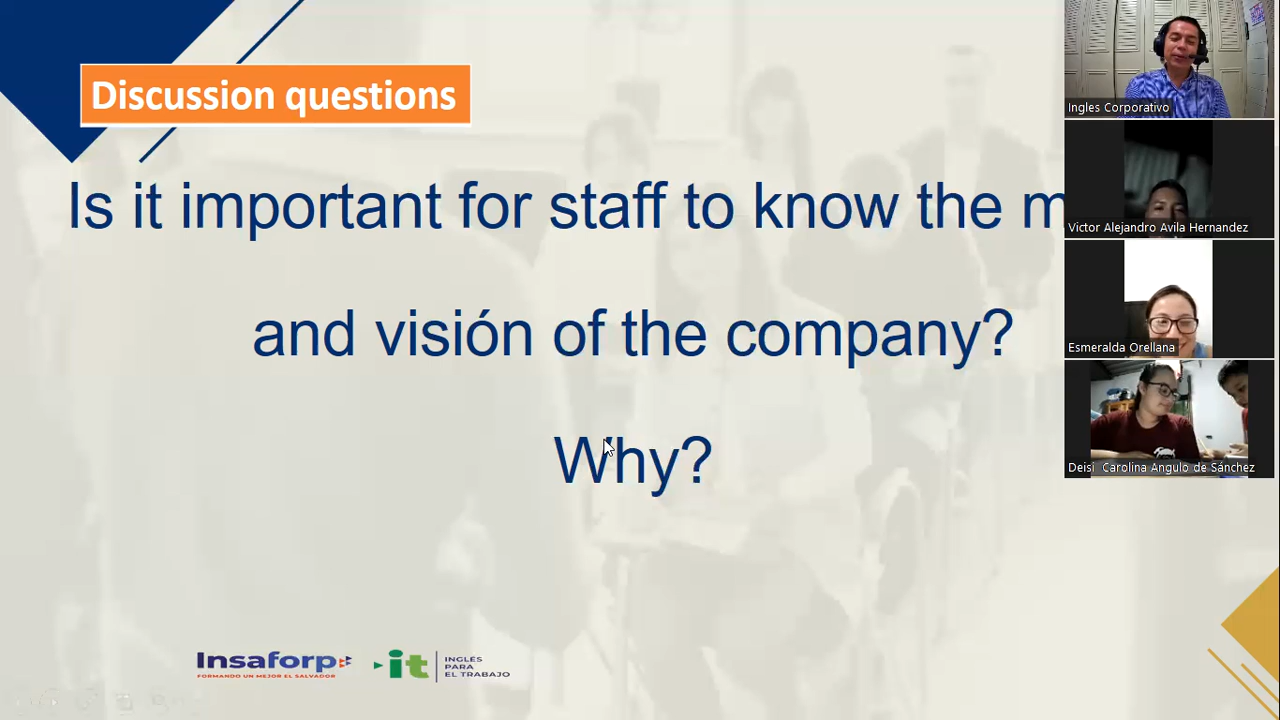 Discussion questions
Is it important for staff to know the m
and visión of the company?
Why?
Insaforp
FORMANDO UN MEJOR EL SALVADOR
it
INGLÉS
PARA
EL TRABAJO
Ingles Corporativo
Victor Alejandro Avila Hernandez
Esmeralda Orellana
Deisi Carolina Angulo de Sánchez